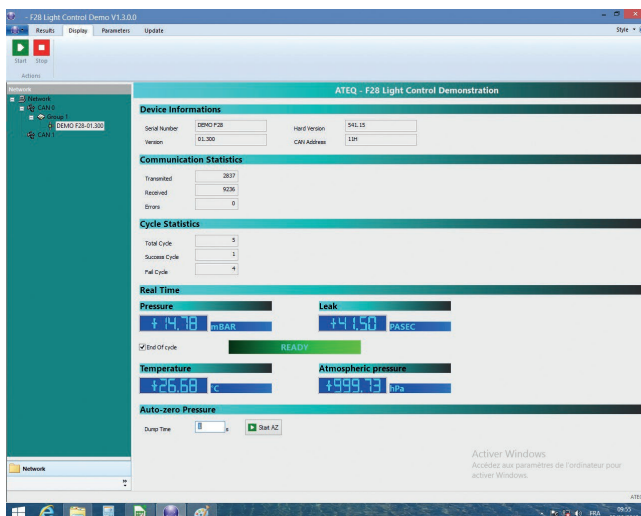 - F28 Light Control Demo V1.3.0.0
Results Display Parameters Update Style
Start Stop
Actions
Network
ATEQ - F28 Light Control Demonstration
Network
CAN 0
Group 1
DEMO F28-01.300
CAN 1
Device Informations
Serial Number DEMO F28 Hard Version 541.15
Version 01.300 CAN Address 11H
Communication Statistics
Transmited 2837
Received 9236
Errors 0
Cycle Statistics
Total Cycle 5
Success Cycle 1
Fail Cycle 4
Real Time
Pressure Leak
+14.78 mBAR +41.50 PASEC
End Of cycle READY
Temperature Atmospheric pressure
+26.68 °C +999.73 hPa
Auto-zero Pressure
Dump Time s Start AZ
Activer Windows
Accédez aux paramètres de l'ordinateur pour
activer Windows.
Network
ATEQ
FRA 09:55